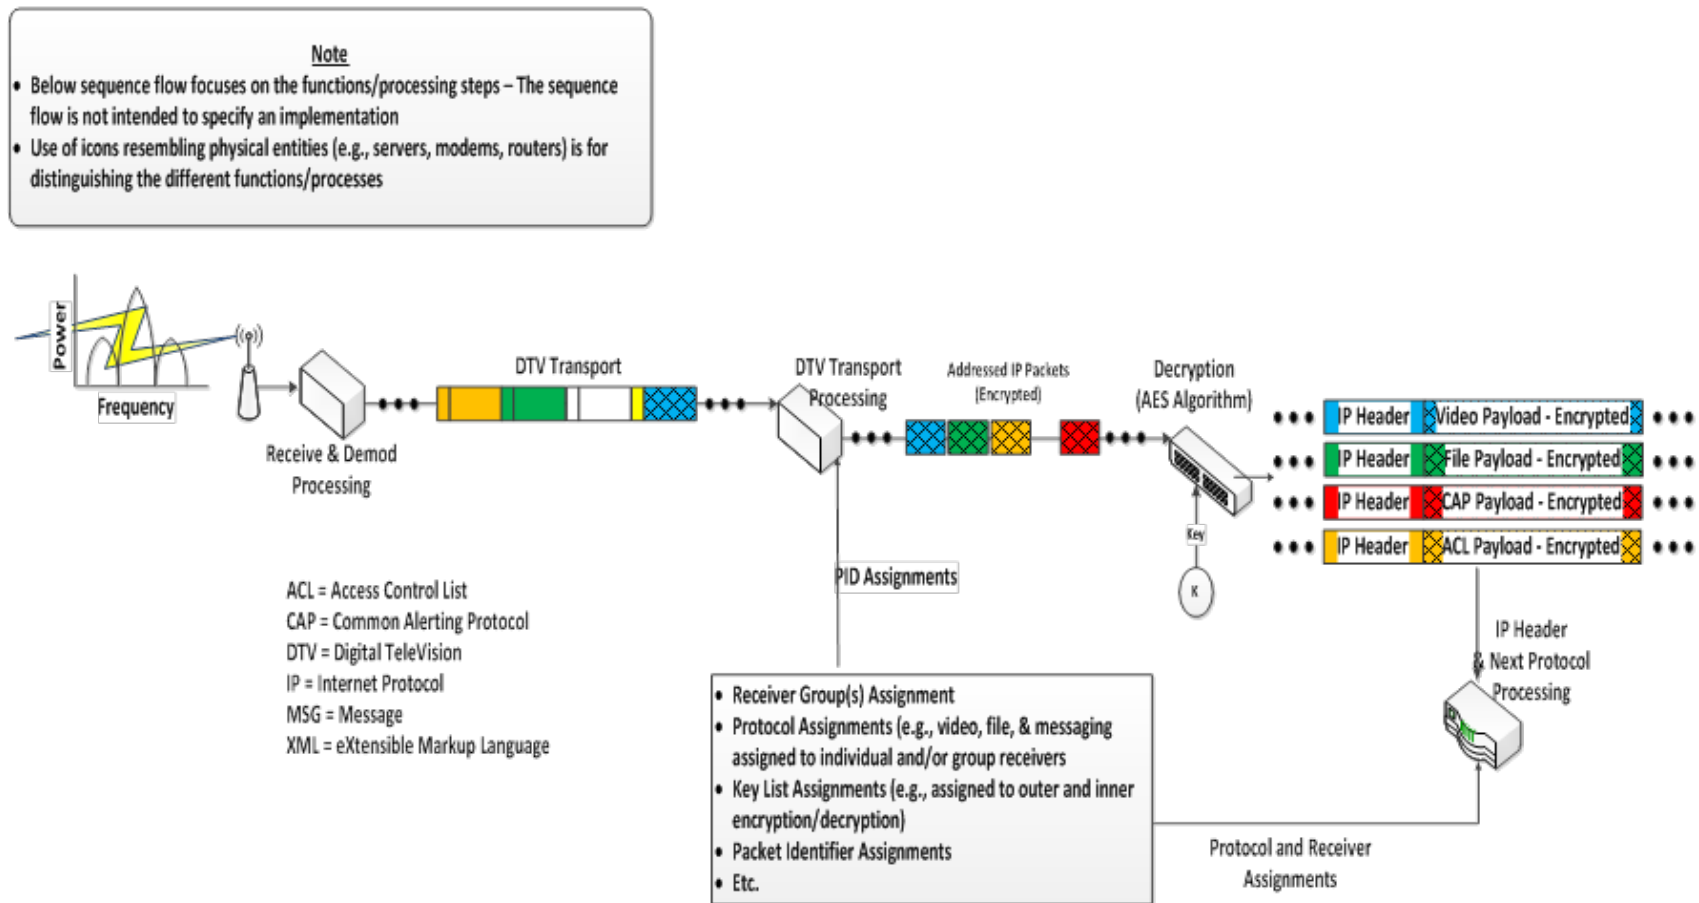 Note
• Below sequence flow focuses on the functions/processing steps – The sequence
flow is not intended to specify an implementation
• Use of icons resembling physical entities (e.g., servers, modems, routers) is for
distinguishing the different functions/processes
Power
Frequency
Receive & Demod
Processing
DTV Transport
DTV Transport
Processing
Addressed IP Packets
(Encrypted)
Decryption
(AES Algorithm)
Key
K
IP Header Video Payload - Encrypted
IP Header File Payload - Encrypted
IP Header CAP Payload - Encrypted
IP Header ACL Payload - Encrypted
IP Header
& Next Protocol
Processing
PID Assignments
ACL = Access Control List
CAP = Common Alerting Protocol
DTV = Digital TeleVision
IP = Internet Protocol
MSG = Message
XML = eXtensible Markup Language
• Receiver Group(s) Assignment
• Protocol Assignments (e.g., video, file, & messaging
assigned to individual and/or group receivers
• Key List Assignments (e.g., assigned to outer and inner
encryption/decryption)
• Packet Identifier Assignments
• Etc.
Protocol and Receiver
Assignments